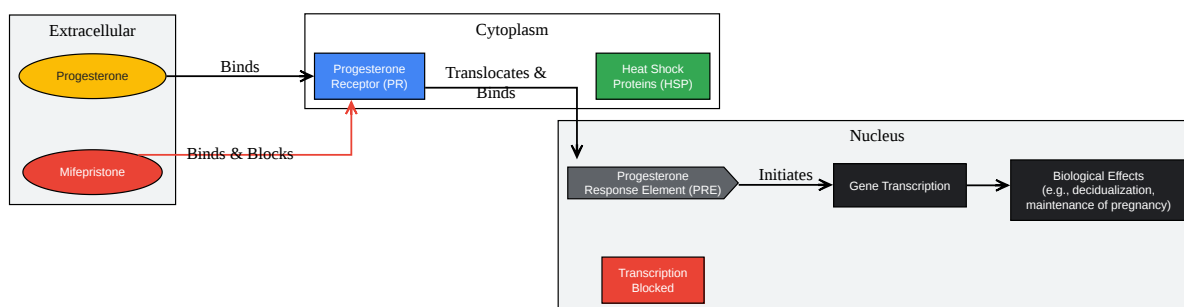 Extracellular
Progesterone
Mifepristone
Binds
Binds & Blocks
Cytoplasm
Progesterone
Receptor (PR)
Translocates &
Binds
Heat Shock
Proteins (HSP)
Nucleus
Progesterone
Response Element (PRE)
Initiates
Gene Transcription
Biological Effects
(e.g., decidualization,
maintenance of pregnancy)
Transcription
Blocked